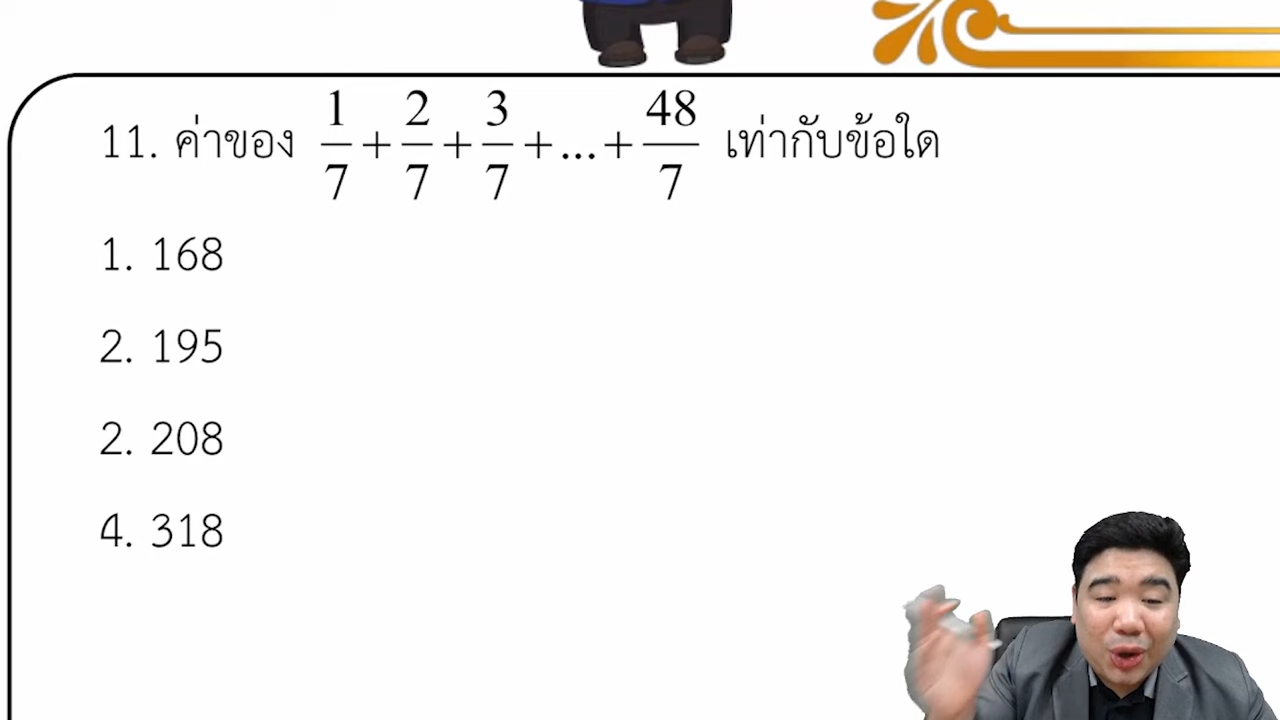 11. ค่าของ 1/7 + 2/7 + 3/7 + ... + 48/7 เท่ากับข้อใด
1. 168
2. 195
2. 208
4. 318